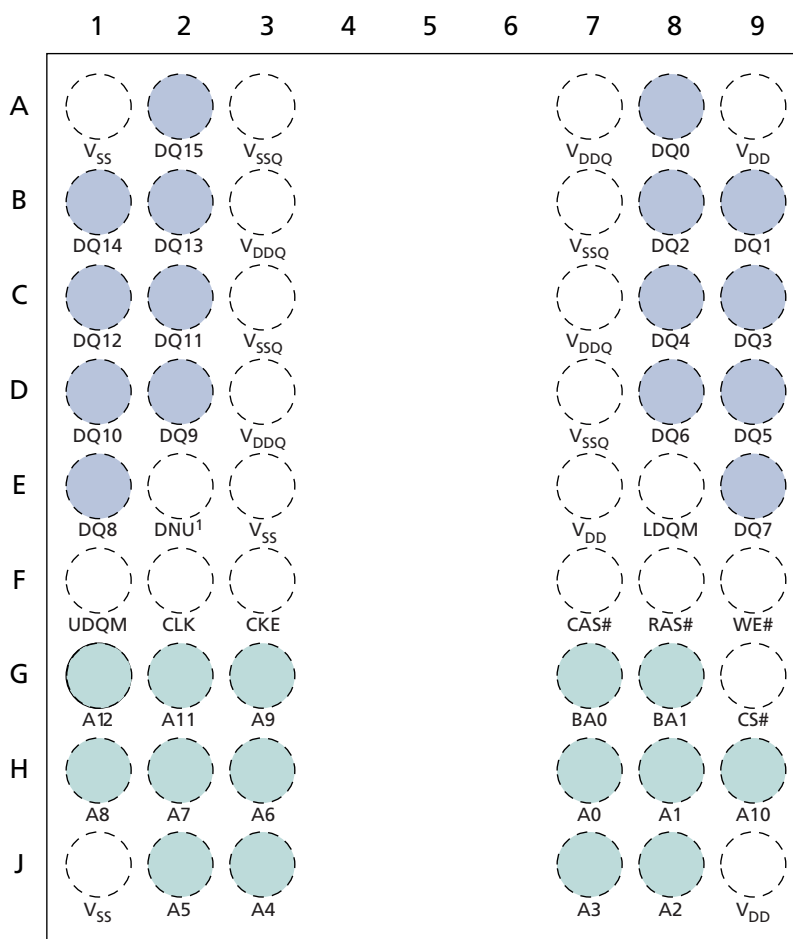 1 2 3 4 5 6 7 8 9
A
VSS DQ15 VSSQ VDDQ DQ0 VDD
B
DQ14 DQ13 VDDQ VSSQ DQ2 DQ1
C
DQ12 DQ11 VSSQ VDDQ DQ4 DQ3
D
DQ10 DQ9 VDDQ VSSQ DQ6 DQ5
E
DQ8 DNU¹ VSS VDD LDQM DQ7
F
UDQM CLK CKE CAS# RAS# WE#
G
A12 A11 A9 BA0 BA1 CS#
H
A8 A7 A6 A0 A1 A10
J
VSS A5 A4 A3 A2 VDD